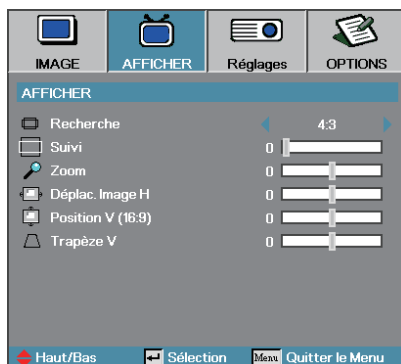 IMAGE AFFICHER Réglages OPTIONS
AFFICHER
Recherche 4:3
Suivi 0
Zoom 0
Déplac. Image H 0
Position V (16:9) 0
Trapèze V 0
Haut/Bas Sélection Menu Quitter le Menu